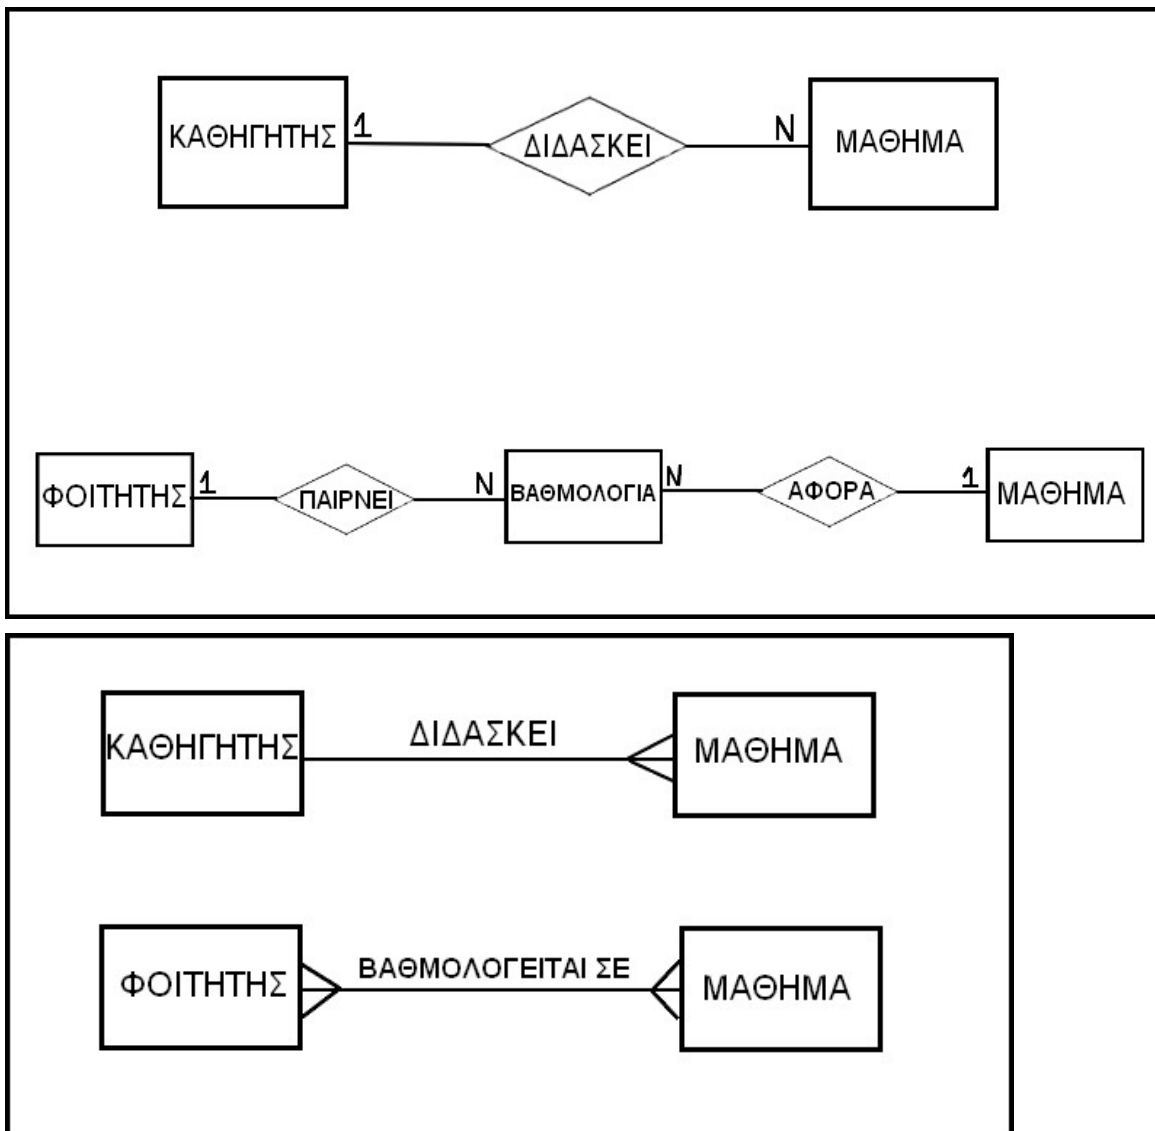 ΚΑΘΗΓΗΤΗΣ 1 ΔΙΔΑΣΚΕΙ N ΜΑΘΗΜΑ
ΦΟΙΤΗΤΗΣ 1 ΠΑΙΡΝΕΙ N ΒΑΘΜΟΛΟΓΙΑ N ΑΦΟΡΑ 1 ΜΑΘΗΜΑ
ΚΑΘΗΓΗΤΗΣ ΔΙΔΑΣΚΕΙ ΜΑΘΗΜΑ
ΦΟΙΤΗΤΗΣ ΒΑΘΜΟΛΟΓΕΙΤΑΙ ΣΕ ΜΑΘΗΜΑ